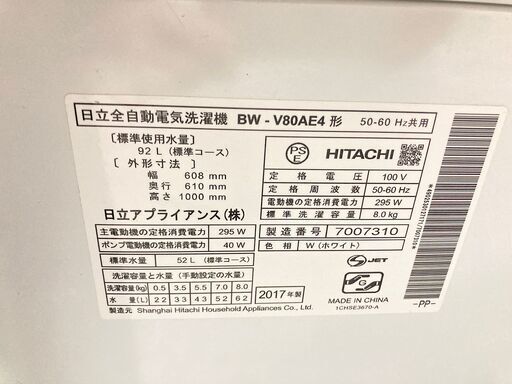 日立全自動電気洗濯機 BW - V80AE4 形 50-60 Hz共用
〔標準使用水量〕
92 L (標準コース)
〔外形寸法〕
幅 608 mm
奥行 610 mm
高さ 1000 mm
日立アプライアンス(株)
PS E HITACHI
定格電圧 100 V
定格周波数 50-60 Hz
標準洗濯容量 8.0kg
主電動機の定格消費電力 295 W
ポンプ電動機の定格消費電力 40 W
定格消費電力 295 W
製造番号 7007310
色相 W(ホワイト)
標準水量 52 L (標準コース)
洗濯容量と水量 (手動設定の水量)
洗濯容量(kg) 0.5 3.5 5.5 7.0 8.0
水量(L) 22 33 43 52 62
2017年製
JET
MADE IN CHINA
1CHSE3670-A
製造元 Shanghai Hitachi Household Appliances Co., Ltd.
-PP-